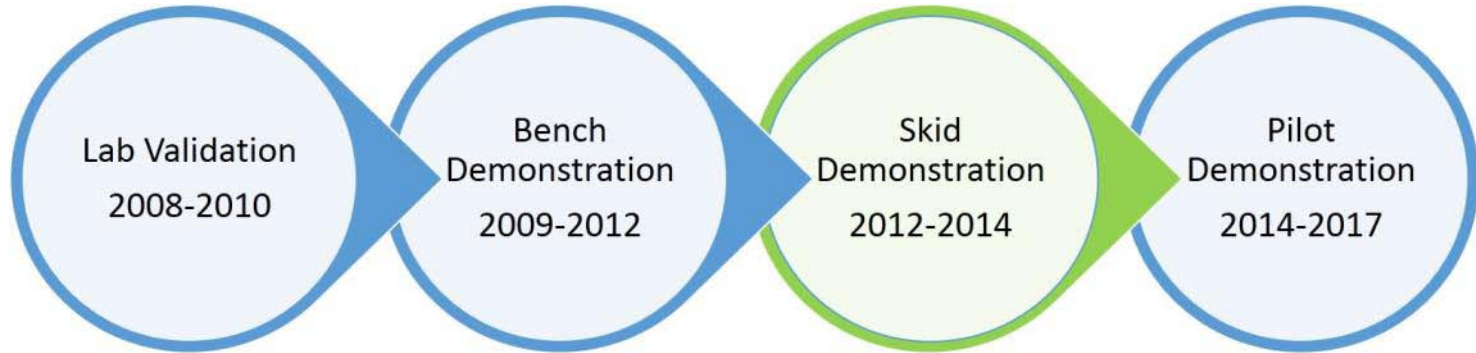 Lab Validation
2008-2010
Bench
Demonstration
2009-2012
Skid
Demonstration
2012-2014
Pilot
Demonstration
2014-2017